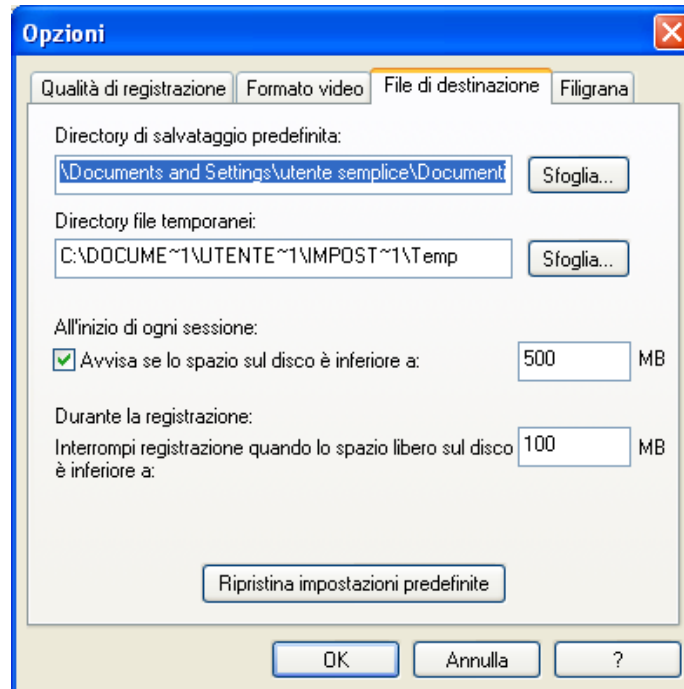 Opzioni
Qualità di registrazione Formato video File di destinazione Filigrana
Directory di salvataggio predefinita:
\Documents and Settings\utente semplice\Documenti Sfoglia...
Directory file temporanei:
C:\DOCUME~1\UTENTE~1\IMPOST~1\Temp Sfoglia...
All'inizio di ogni sessione:
Avvisa se lo spazio sul disco è inferiore a: 500 MB
Durante la registrazione:
Interrompi registrazione quando lo spazio libero sul disco 100 MB
è inferiore a:
Ripristina impostazioni predefinite
OK Annulla ?